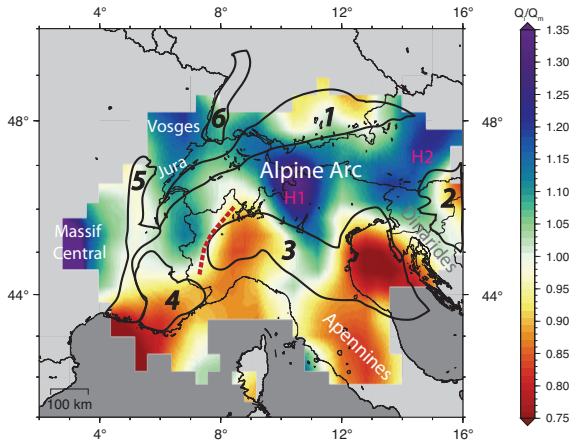 4° 8° 12° 16°
Qᵢ/Qₘ
1.35
1.30
1.25
1.20
1.15
1.10
1.05
1.00
0.95
0.90
0.85
0.80
0.75
48°
48°
44°
44°
Vosges
6
1
Jura
Alpine Arc
H2
5
H1
2
Massif
Central
Dinarides
3
4
Apennines
100 km
4° 8° 12° 16°